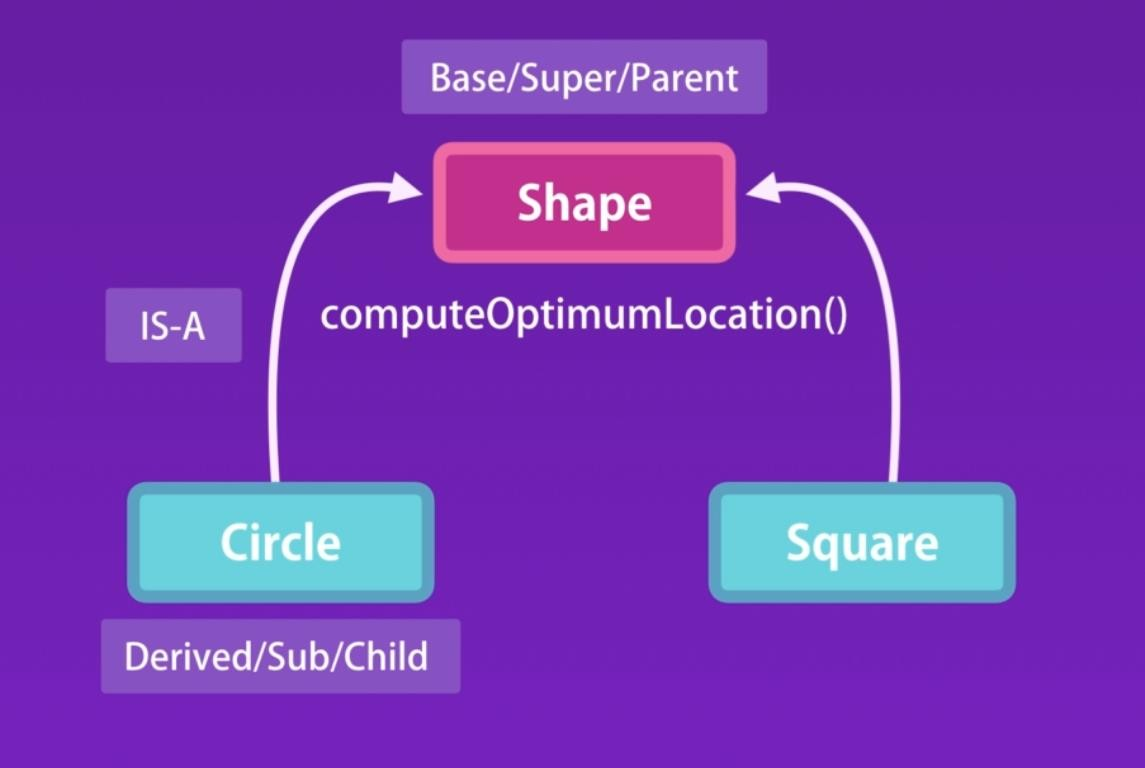 Base/Super/Parent
Shape
computeOptimumLocation()
IS-A
Circle
Square
Derived/Sub/Child